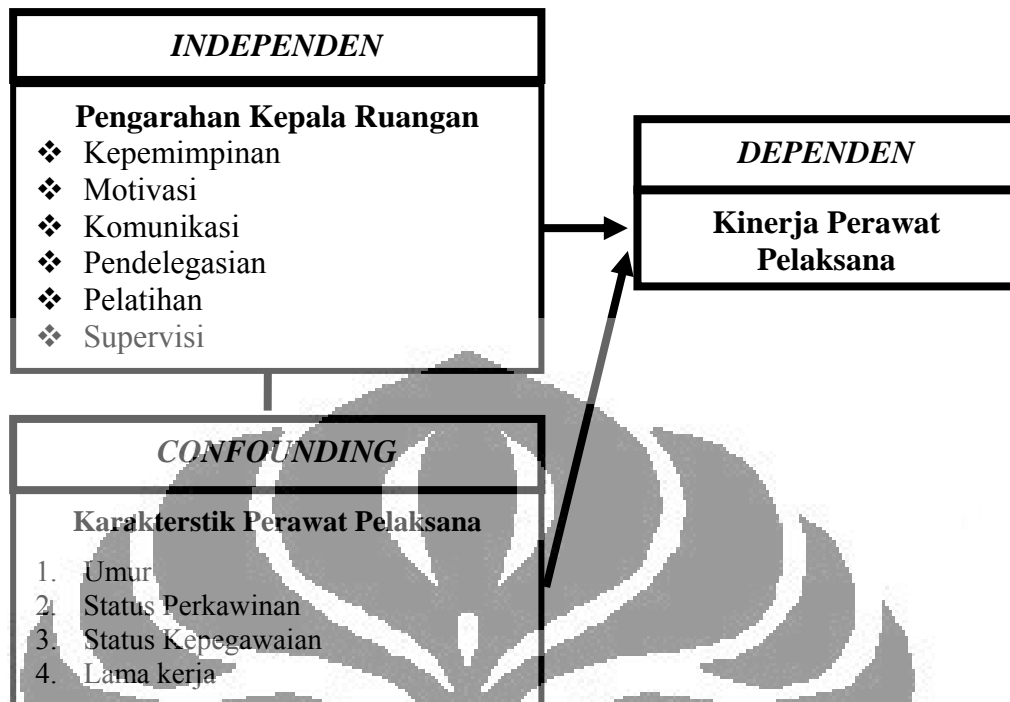 INDEPENDEN
Pengarahan Kepala Ruangan
❖ Kepemimpinan
❖ Motivasi
❖ Komunikasi
❖ Pendelegasian
❖ Pelatihan
❖ Supervisi
DEPENDEN
Kinerja Perawat
Pelaksana
CONFOUNDING
Karakterstik Perawat Pelaksana
1. Umur
2. Status Perkawinan
3. Status Kepegawaian
4. Lama kerja